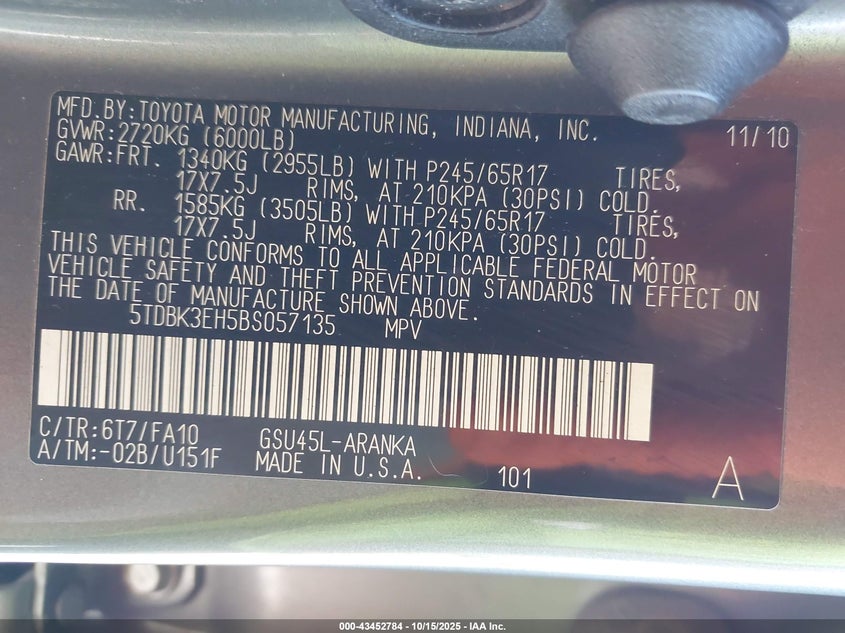 MFD.BY:TOYOTA MOTOR MANUFACTURING, INDIANA, INC. 11/10
GVWR:2720KG (6000LB)
GAWR:FRT. 1340KG (2955LB) WITH P245/65R17 TIRES,
17X7.5J RIMS, AT 210KPA (30PSI) COLD.
RR. 1585KG (3505LB) WITH P245/65R17 TIRES,
17X7.5J RIMS, AT 210KPA (30PSI) COLD.
THIS VEHICLE CONFORMS TO ALL APPLICABLE FEDERAL MOTOR
VEHICLE SAFETY AND THEFT PREVENTION STANDARDS IN EFFECT ON
THE DATE OF MANUFACTURE SHOWN ABOVE.
5TDBK3EH5BS057135 MPV
C/TR:6T7/FA10 GSU45L-ARANKA
A/TM:-02B/U151F MADE IN U.S.A. 101 A
000-43452784 - 10/15/2025 - IAA Inc.